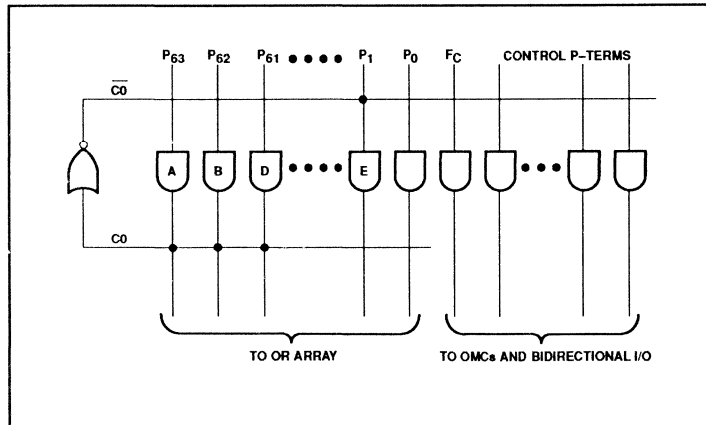 P63 P62 P61 P1 P0 FC CONTROL P–TERMS
C0
A B D E
C0
TO OR ARRAY TO OMCs AND BIDIRECTIONAL I/O